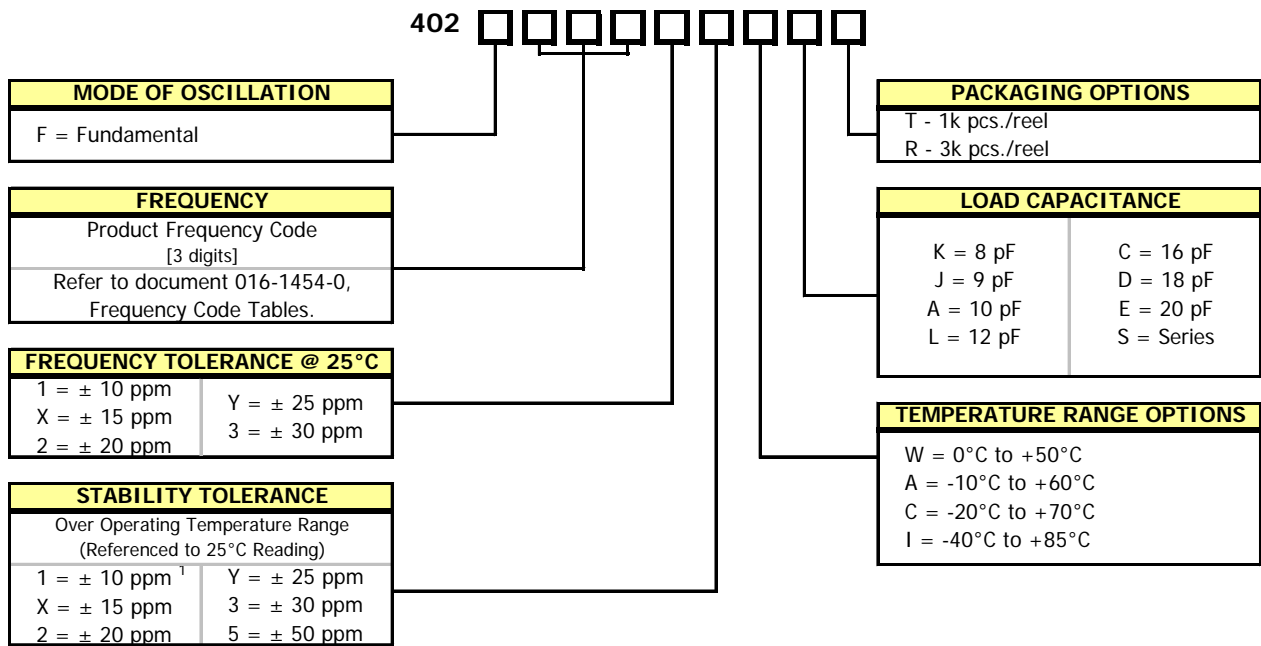 402
MODE OF OSCILLATION
F = Fundamental
FREQUENCY
Product Frequency Code
[3 digits]
Refer to document 016-1454-0,
Frequency Code Tables.
FREQUENCY TOLERANCE @ 25°C
1 = ± 10 ppm
X = ± 15 ppm
2 = ± 20 ppm
Y = ± 25 ppm
3 = ± 30 ppm
STABILITY TOLERANCE
Over Operating Temperature Range
(Referenced to 25°C Reading)
1 = ± 10 ppm ¹
X = ± 15 ppm
2 = ± 20 ppm
Y = ± 25 ppm
3 = ± 30 ppm
5 = ± 50 ppm
PACKAGING OPTIONS
T - 1k pcs./reel
R - 3k pcs./reel
LOAD CAPACITANCE
K = 8 pF
J = 9 pF
A = 10 pF
L = 12 pF
C = 16 pF
D = 18 pF
E = 20 pF
S = Series
TEMPERATURE RANGE OPTIONS
W = 0°C to +50°C
A = -10°C to +60°C
C = -20°C to +70°C
I = -40°C to +85°C